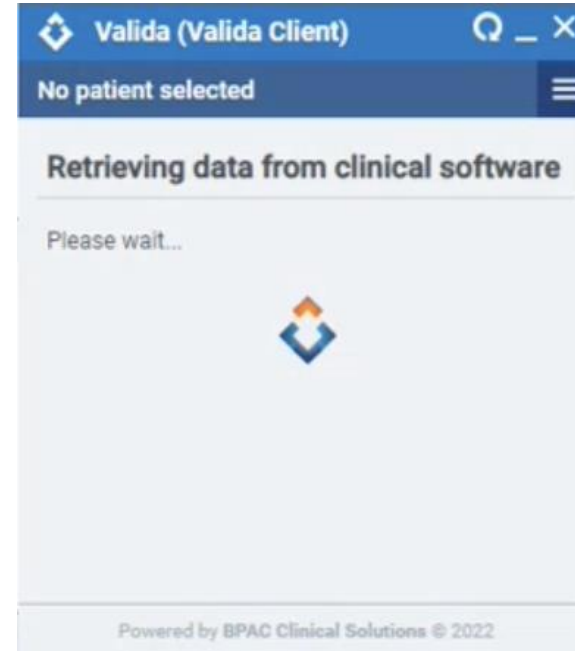 Valida (Valida Client)
No patient selected
Retrieving data from clinical software
Please wait...
Powered by BPAC Clinical Solutions © 2022